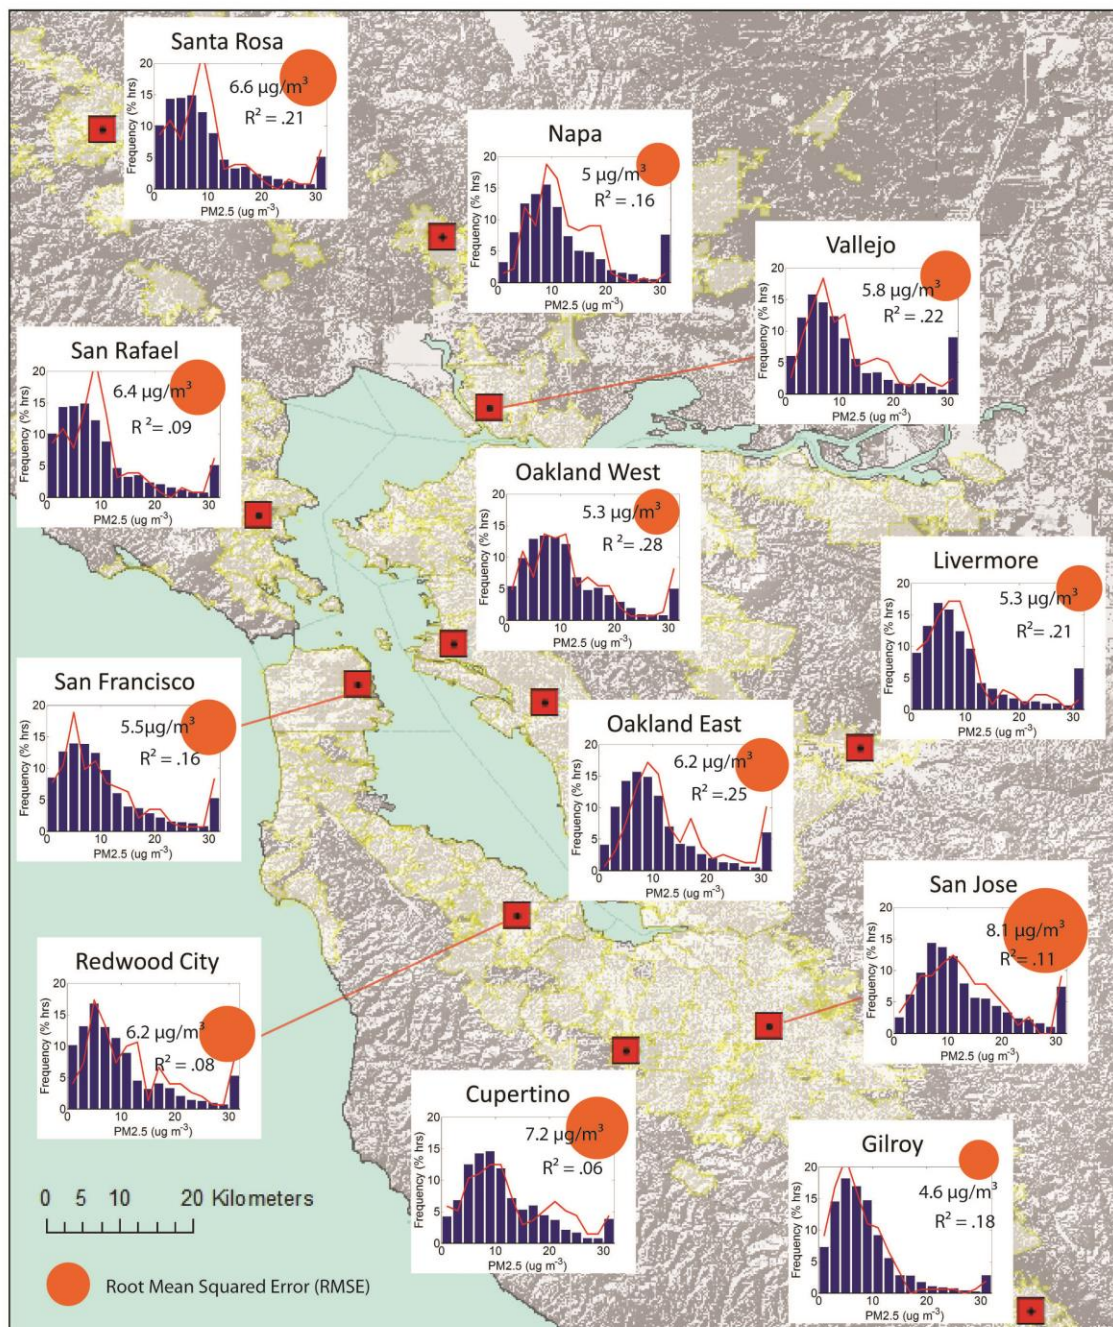 Santa Rosa
6.6 µg/m³
R² = .21
Frequency (% hrs)
20
15
10
5
0
0 10 20 30
PM2.5 (ug m⁻³)
Napa
5 µg/m³
R² = .16
Frequency (% hrs)
20
15
10
5
0
0 10 20 30
PM2.5 (ug m⁻³)
Vallejo
5.8 µg/m³
R² = .22
Frequency (% hrs)
20
15
10
5
0
0 10 20 30
PM2.5 (ug m⁻³)
San Rafael
6.4 µg/m³
R² = .09
Frequency (% hrs)
20
15
10
5
0
0 10 20 30
PM2.5 (ug m⁻³)
Oakland West
5.3 µg/m³
R² = .28
Frequency (% hrs)
20
15
10
5
0
0 10 20 30
PM2.5 (ug m⁻³)
Livermore
5.3 µg/m³
R² = .21
Frequency (% hrs)
20
15
10
5
0
0 10 20 30
PM2.5 (ug m⁻³)
San Francisco
5.5µg/m³
R² = .16
Frequency (% hrs)
20
15
10
5
0
0 10 20 30
PM2.5 (ug m⁻³)
Oakland East
6.2 µg/m³
R² =.25
Frequency (% hrs)
20
15
10
5
0
0 10 20 30
PM2.5 (ug m⁻³)
San Jose
8.1 µg/m³
R² = .11
Frequency (% hrs)
20
15
10
5
0
0 10 20 30
PM2.5 (ug m⁻³)
Redwood City
6.2 µg/m³
R² = .08
Frequency (% hrs)
20
15
10
5
0
0 10 20 30
PM2.5 (ug m⁻³)
Cupertino
7.2 µg/m³
R² = .06
Frequency (% hrs)
20
15
10
5
0
0 10 20 30
PM2.5 (ug m⁻³)
Gilroy
4.6 µg/m³
R² = .18
Frequency (% hrs)
20
15
10
5
0
0 10 20 30
PM2.5 (ug m⁻³)
0 5 10 20 Kilometers
Root Mean Squared Error (RMSE)